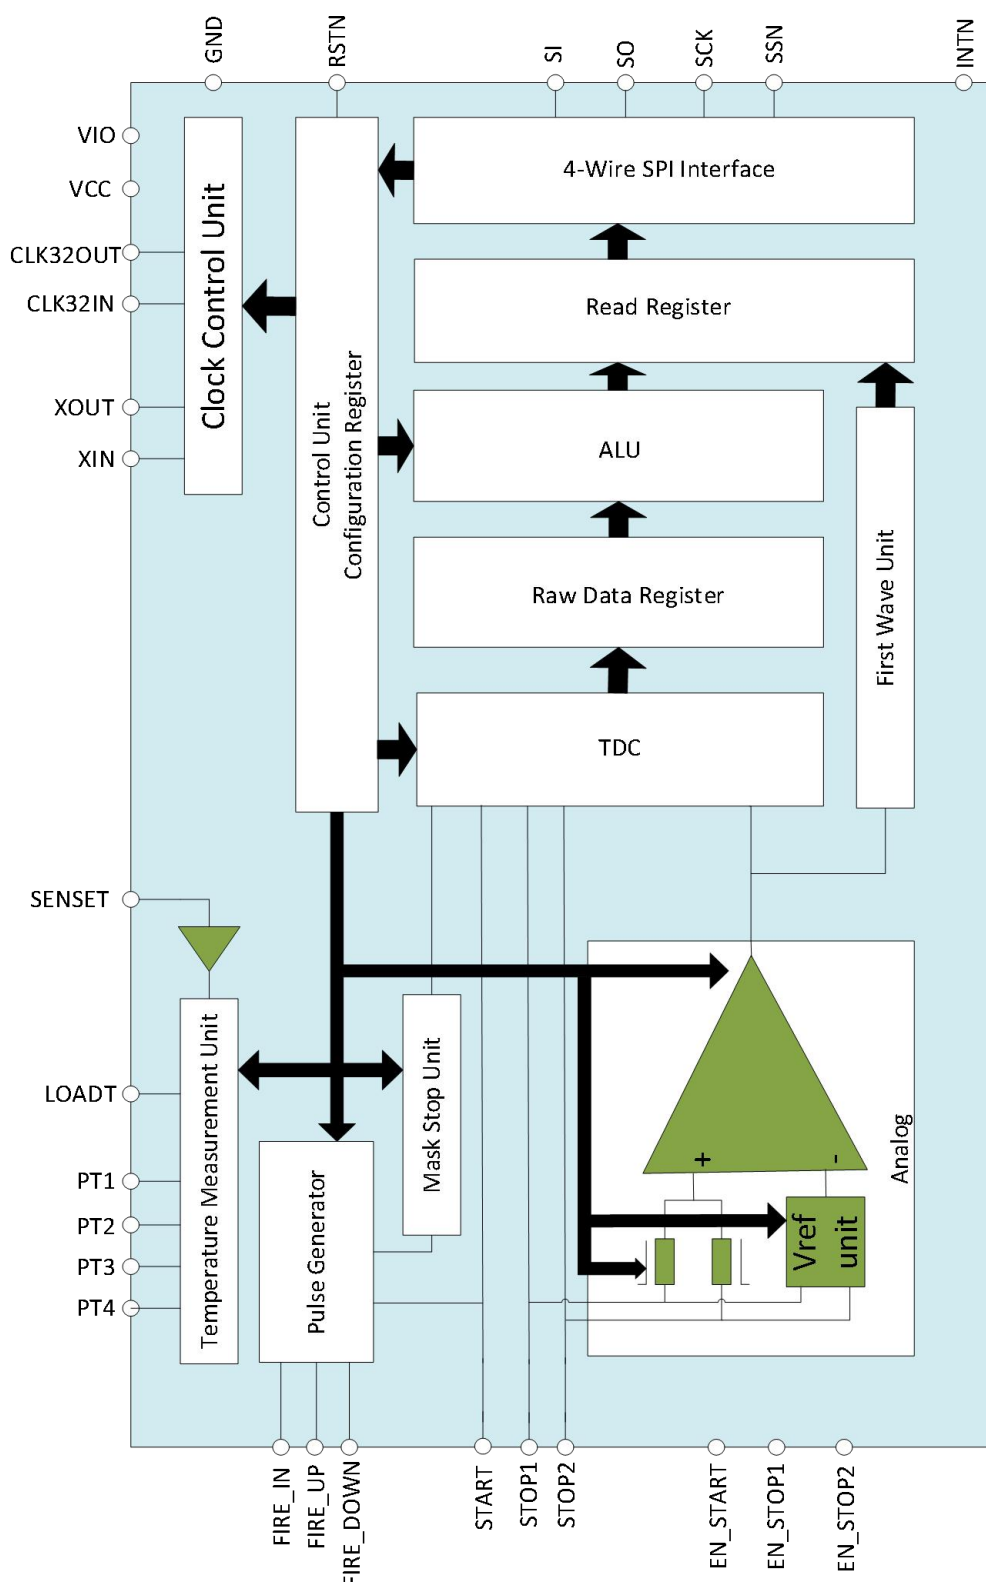 GND
RSTN
SI
SO
SCK
SSN
INTN
VIO
VCC
CLK32OUT
CLK32IN
XOUT
XIN
Clock Control Unit
Control Unit
Configuration Register
4-Wire SPI Interface
Read Register
ALU
Raw Data Register
TDC
First Wave Unit
SENSET
LOADT
PT1
PT2
PT3
PT4
Temperature Measurement Unit
Pulse Generator
Mask Stop Unit
+
-
Analog
Vref
unit
FIRE_IN
FIRE_UP
FIRE_DOWN
START
STOP1
STOP2
EN_START
EN_STOP1
EN_STOP2